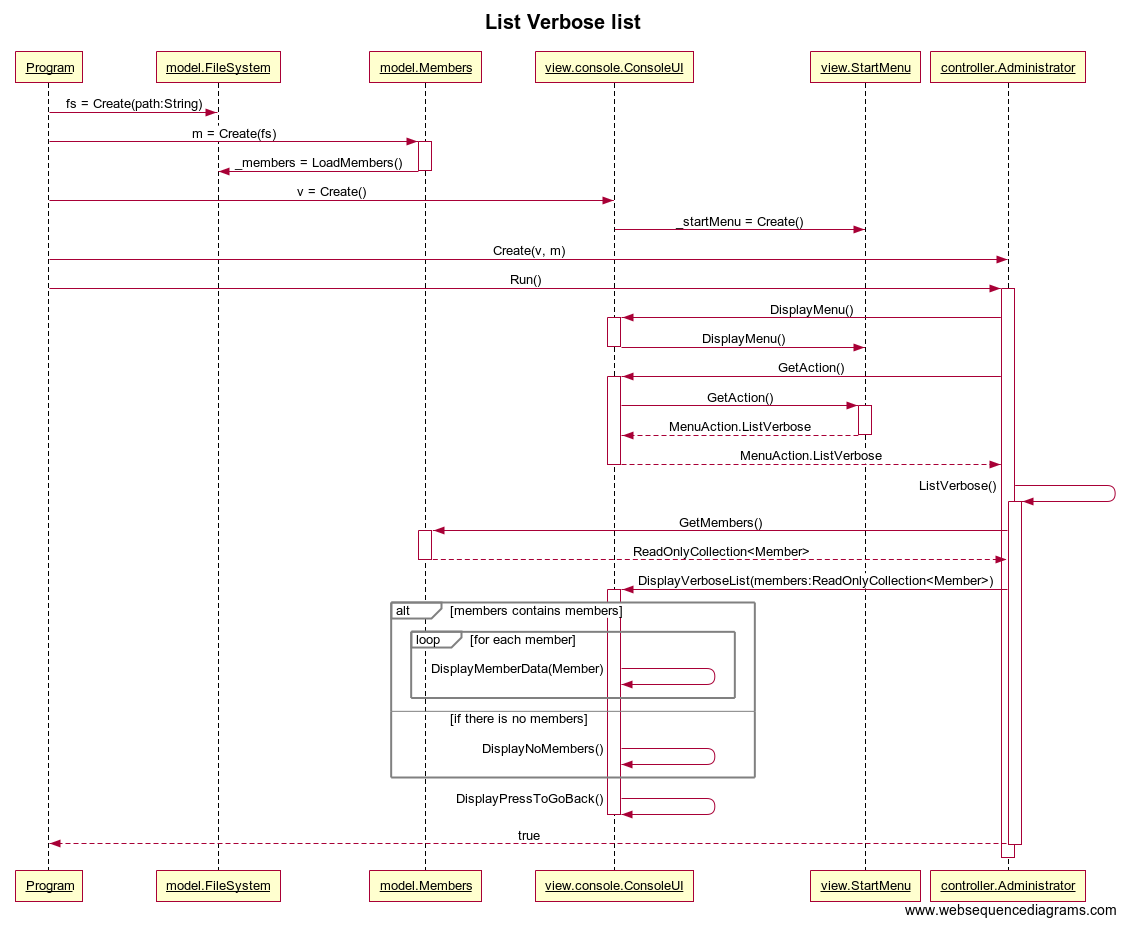 List Verbose list
Program
model.FileSystem
model.Members
view.console.ConsoleUI
view.StartMenu
controller.Administrator
fs = Create(path:String)
m = Create(fs)
_members = LoadMembers()
v = Create()
_startMenu = Create()
Create(v, m)
Run()
DisplayMenu()
DisplayMenu()
GetAction()
GetAction()
MenuAction.ListVerbose
MenuAction.ListVerbose
ListVerbose()
GetMembers()
ReadOnlyCollection<Member>
DisplayVerboseList(members:ReadOnlyCollection<Member>)
alt [members contains members]
loop [for each member]
DisplayMemberData(Member)
[if there is no members]
DisplayNoMembers()
DisplayPressToGoBack()
true
Program
model.FileSystem
model.Members
view.console.ConsoleUI
view.StartMenu
controller.Administrator
www.websequencediagrams.com